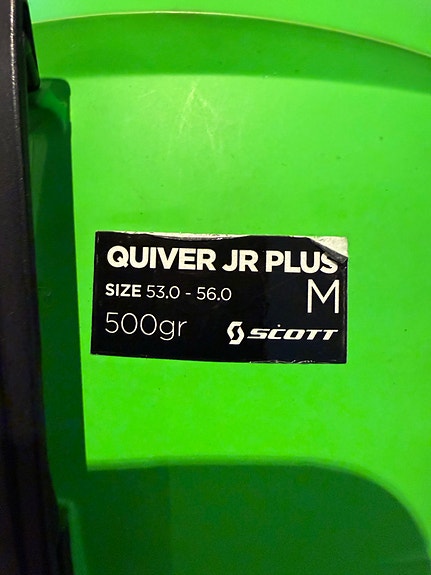 QUIVER JR PLUS
SIZE 53.0 - 56.0
M
500gr
SCOTT